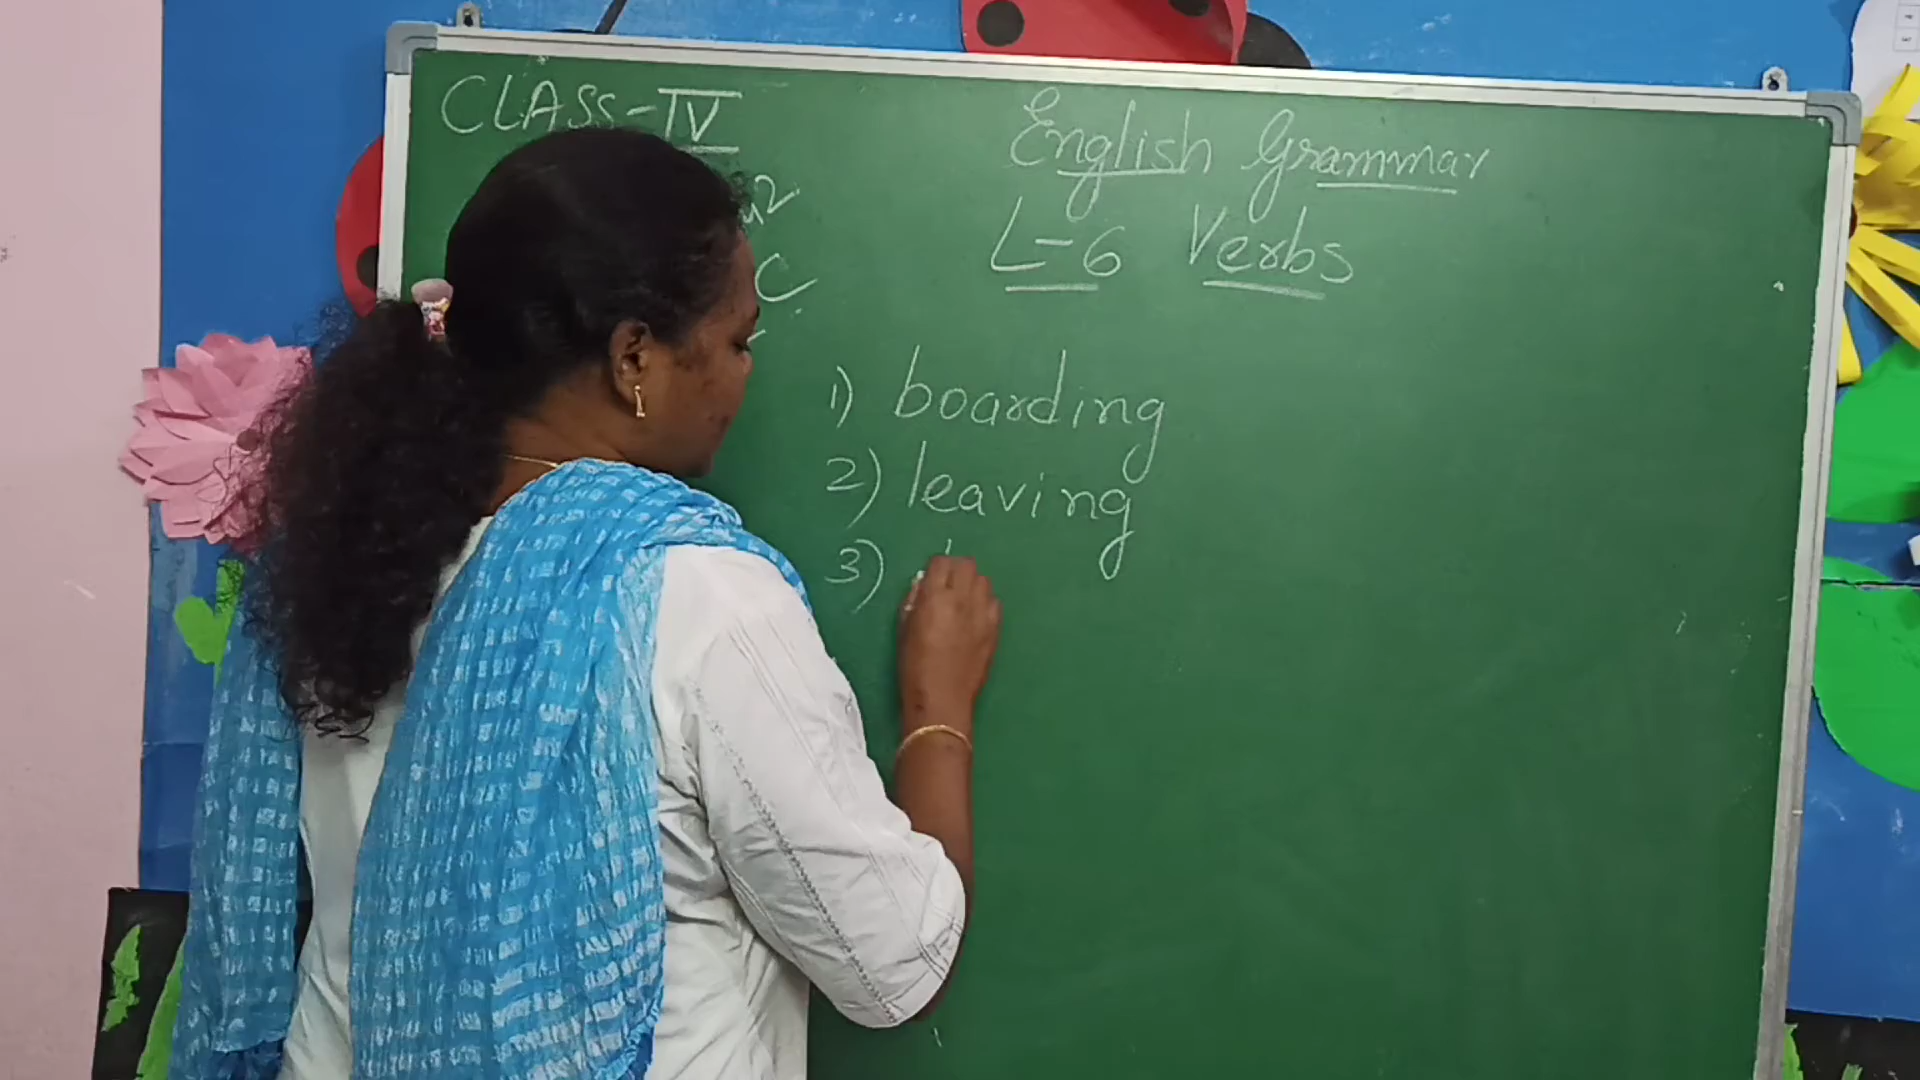 CLASS-IV
English Grammar
L-6 Verbs
1) boarding
2) leaving
3)